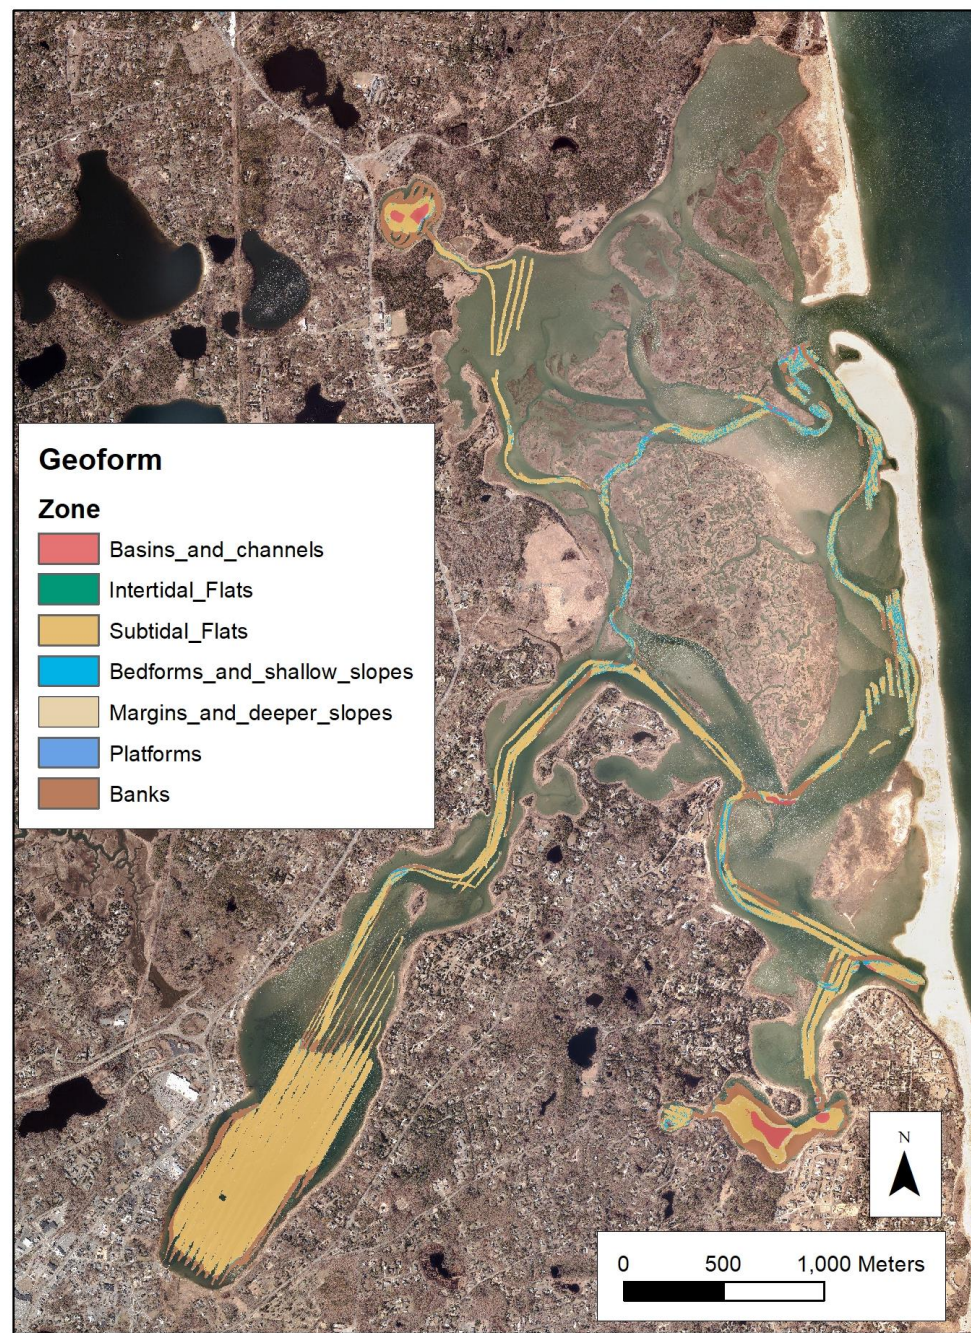 Geoform
Zone
Basins_and_channels
Intertidal_Flats
Subtidal_Flats
Bedforms_and_shallow_slopes
Margins_and_deeper_slopes
Platforms
Banks
N
0 500 1,000 Meters